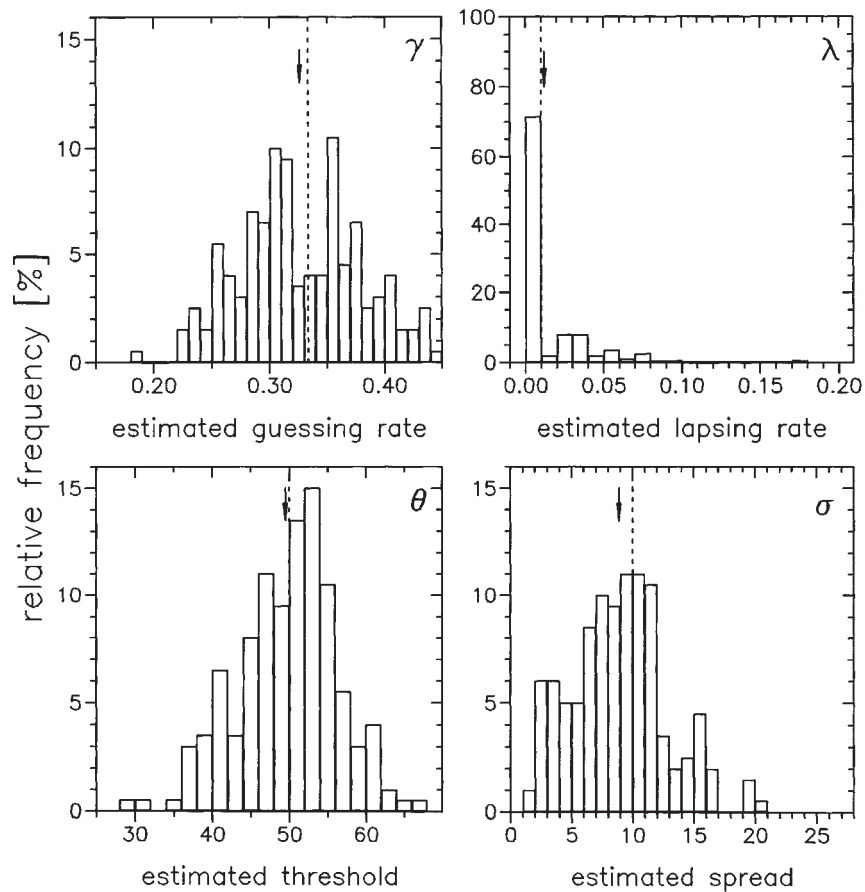 relative frequency [%]
15
10
5
0
0.20 0.30 0.40
γ
estimated guessing rate
100
80
60
40
20
0
0.00 0.05 0.10 0.15 0.20
λ
estimated lapsing rate
15
10
5
0
30 40 50 60
θ
estimated threshold
15
10
5
0
0 5 10 15 20 25
σ
estimated spread